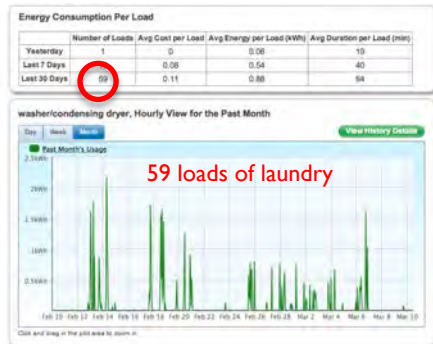 Energy Consumption Per Load
Number of Loads Avg Cost per Load Avg Energy per Load (kWh) Avg Duration per Load (min)
Yesterday 1 0 0.06
Last 7 Days 0.08 0.54 40
Last 30 Days 59 0.11 0.88
washer/condensing dryer, Hourly View for the Past Month
Day Week Month View History Details
Past Month's Usage
2.5kWh
59 loads of laundry
2kWh
1.5kWh
1kWh
0.5kWh
Feb 10 Feb 12 Feb 14 Feb 16 Feb 18 Feb 20 Feb 22 Feb 24 Feb 26 Feb 28 Mar 2 Mar 4 Mar 6 Mar 8 Mar 10
Click and drag in the plot area to zoom in